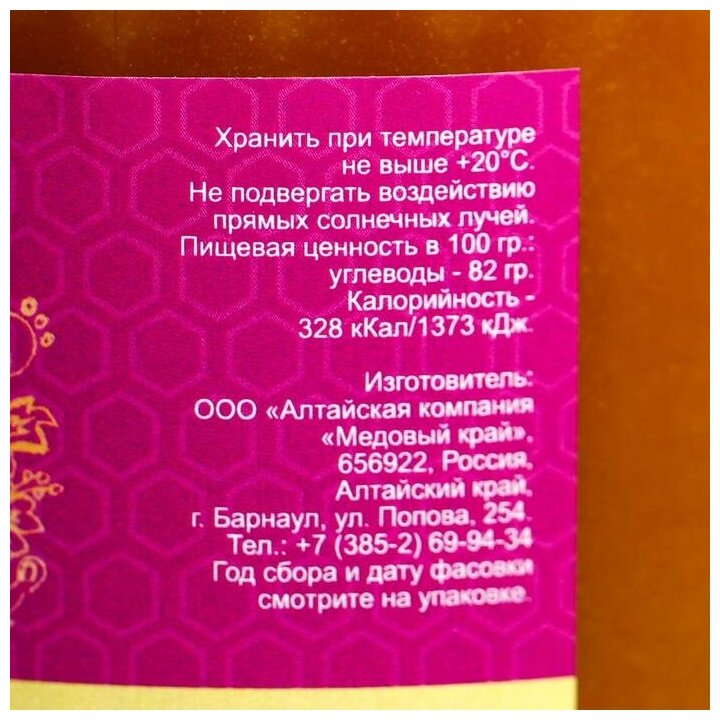 Хранить при температуре
не выше +20°С.
Не подвергать воздействию
прямых солнечных лучей.
Пищевая ценность в 100 гр.:
углеводы - 82 гр.
Калорийность -
328 кКал/1373 кДж.
Изготовитель:
ООО «Алтайская компания
«Медовый край»,
656922, Россия,
Алтайский край,
г. Барнаул, ул. Попова, 254.
Тел.: +7 (385-2) 69-94-34
Год сбора и дату фасовки
смотрите на упаковке.